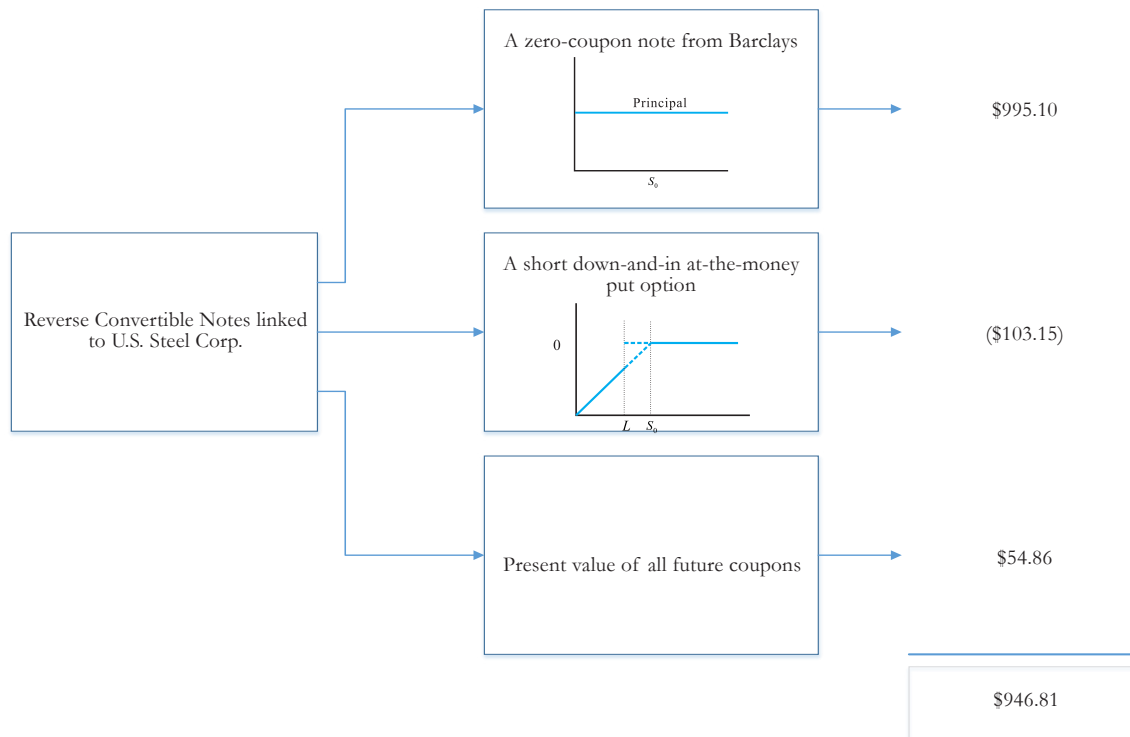 A zero-coupon note from Barclays
Principal
S₀
$995.10
Reverse Convertible Notes linked
to U.S. Steel Corp.
A short down-and-in at-the-money
put option
0
L S₀
($103.15)
Present value of all future coupons
$54.86
$946.81